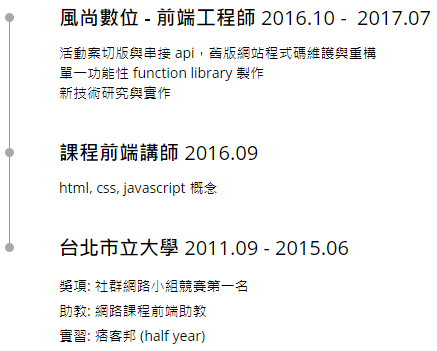 風尚數位 - 前端工程師 2016.10 - 2017.07
活動案切版與串接 api，舊版網站程式碼維護與重構
單一功能性 function library 製作
新技術研究與實作
課程前端講師 2016.09
html, css, javascript 概念
台北市立大學 2011.09 - 2015.06
獎項: 社群網路小組競賽第一名
助教: 網路課程前端助教
實習: 痞客邦 (half year)